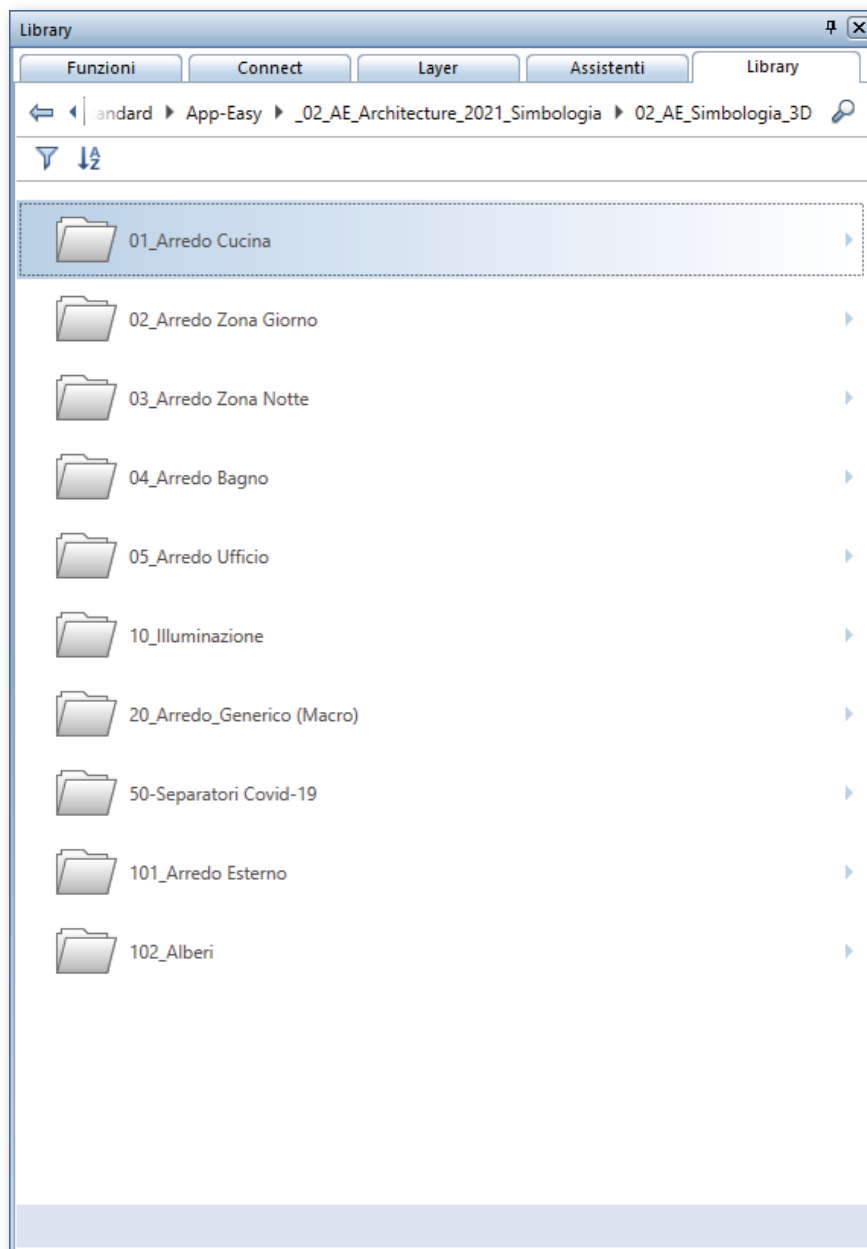 Library
Funzioni Connect Layer Assistenti Library
andard App-Easy _02_AE_Architecture_2021_Simbologia 02_AE_Simbologia_3D
A
Z
01_Arredo Cucina
02_Arredo Zona Giorno
03_Arredo Zona Notte
04_Arredo Bagno
05_Arredo Ufficio
10_Illuminazione
20_Arredo_Generico (Macro)
50-Separatori Covid-19
101_Arredo Esterno
102_Alberi